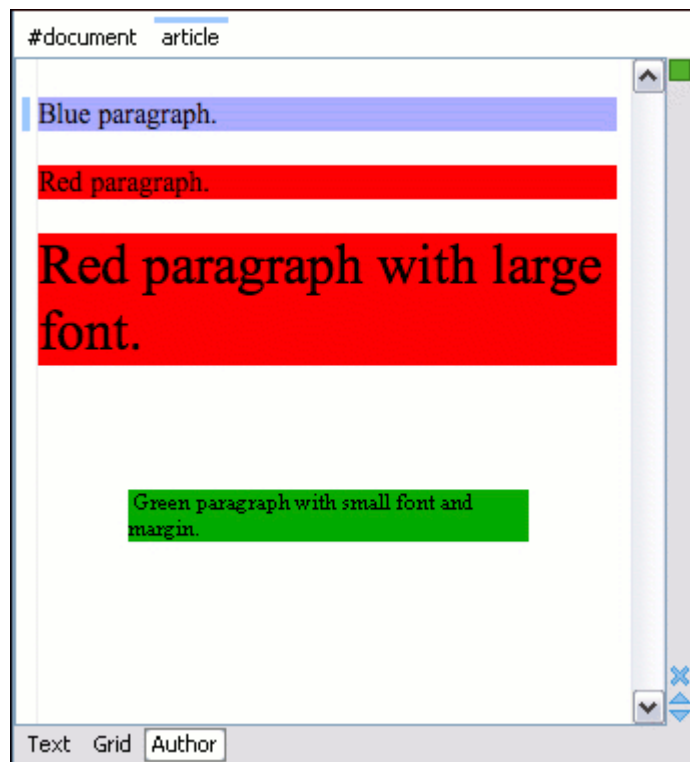 #document article
Blue paragraph.
Red paragraph.
Red paragraph with large
font.
Green paragraph with small font and
margin.
Text Grid Author